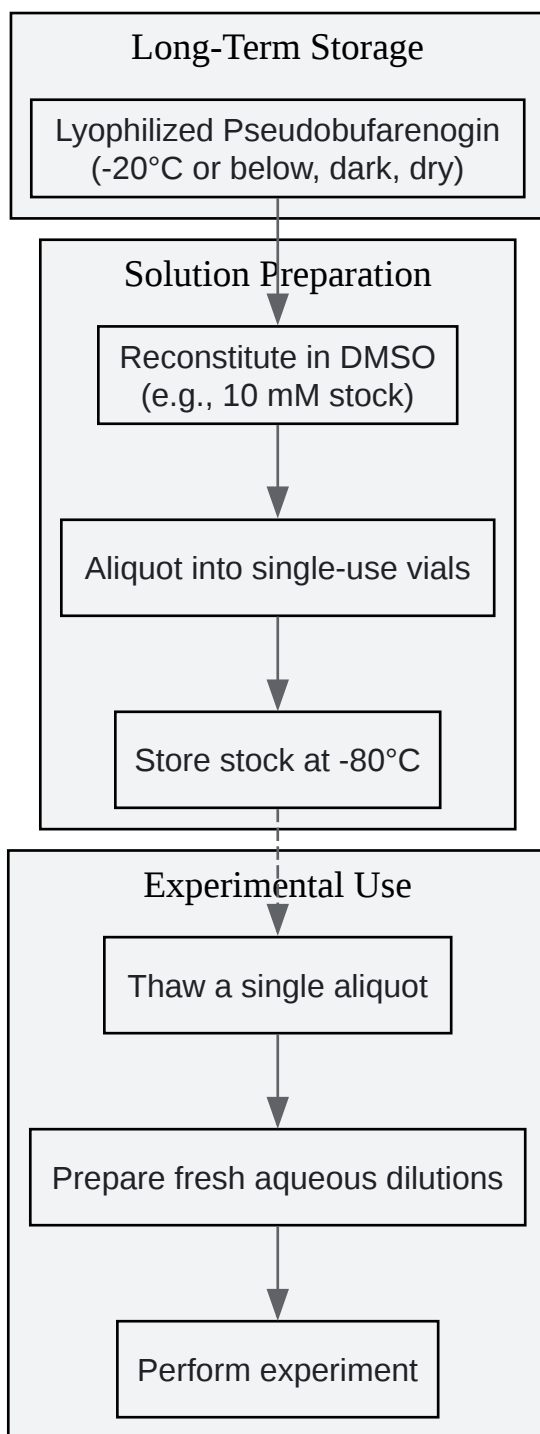 Long-Term Storage
Lyophilized Pseudobufarenogin
(-20°C or below, dark, dry)
Solution Preparation
Reconstitute in DMSO
(e.g., 10 mM stock)
Aliquot into single-use vials
Store stock at -80°C
Experimental Use
Thaw a single aliquot
Prepare fresh aqueous dilutions
Perform experiment